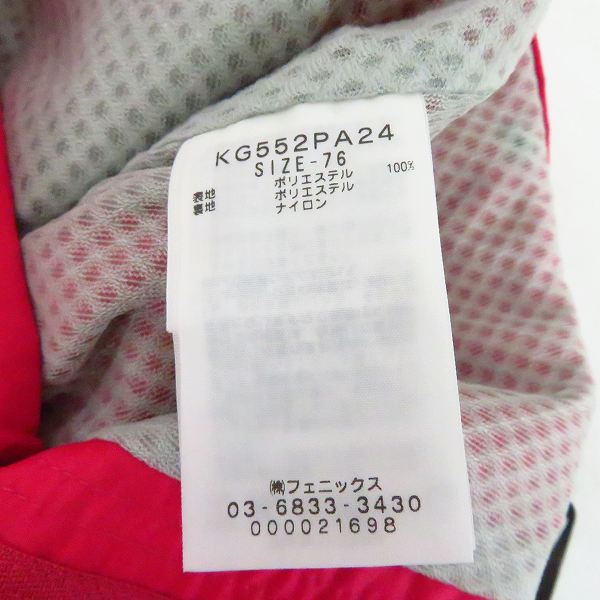 KG552PA24
SIZE-76
表地 ポリエステル 100%
裏地 ポリエステル
ナイロン
㈱フェニックス
03-6833-3430
000021698